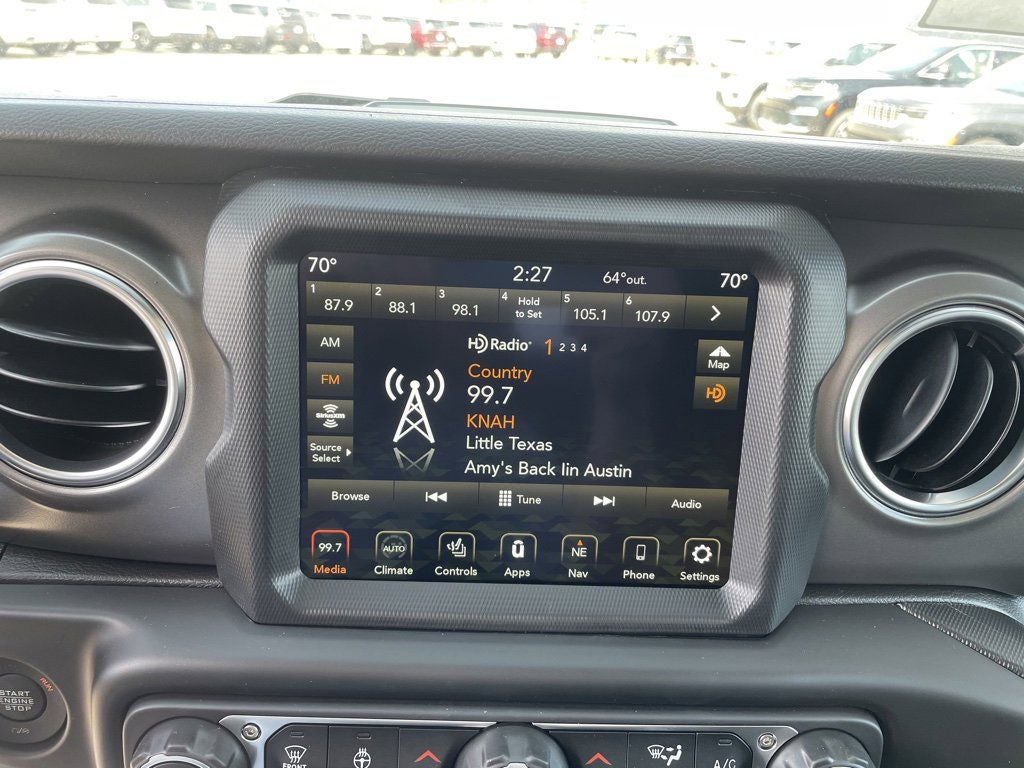 70° 2:27 64°out. 70°
1 87.9 2 88.1 3 98.1 4 Hold to Set 5 105.1 6 107.9
AM
HD Radio 1 2 3 4
Map
FM
Country
99.7
HD
SiriusXM
KNAH
Little Texas
Source
Select
Amy's Back Iin Austin
Browse Tune Audio
99.7 AUTO NE
Media Climate Controls Apps Nav Phone Settings
START
ENGINE
STOP
RUN
FRONT
A/C